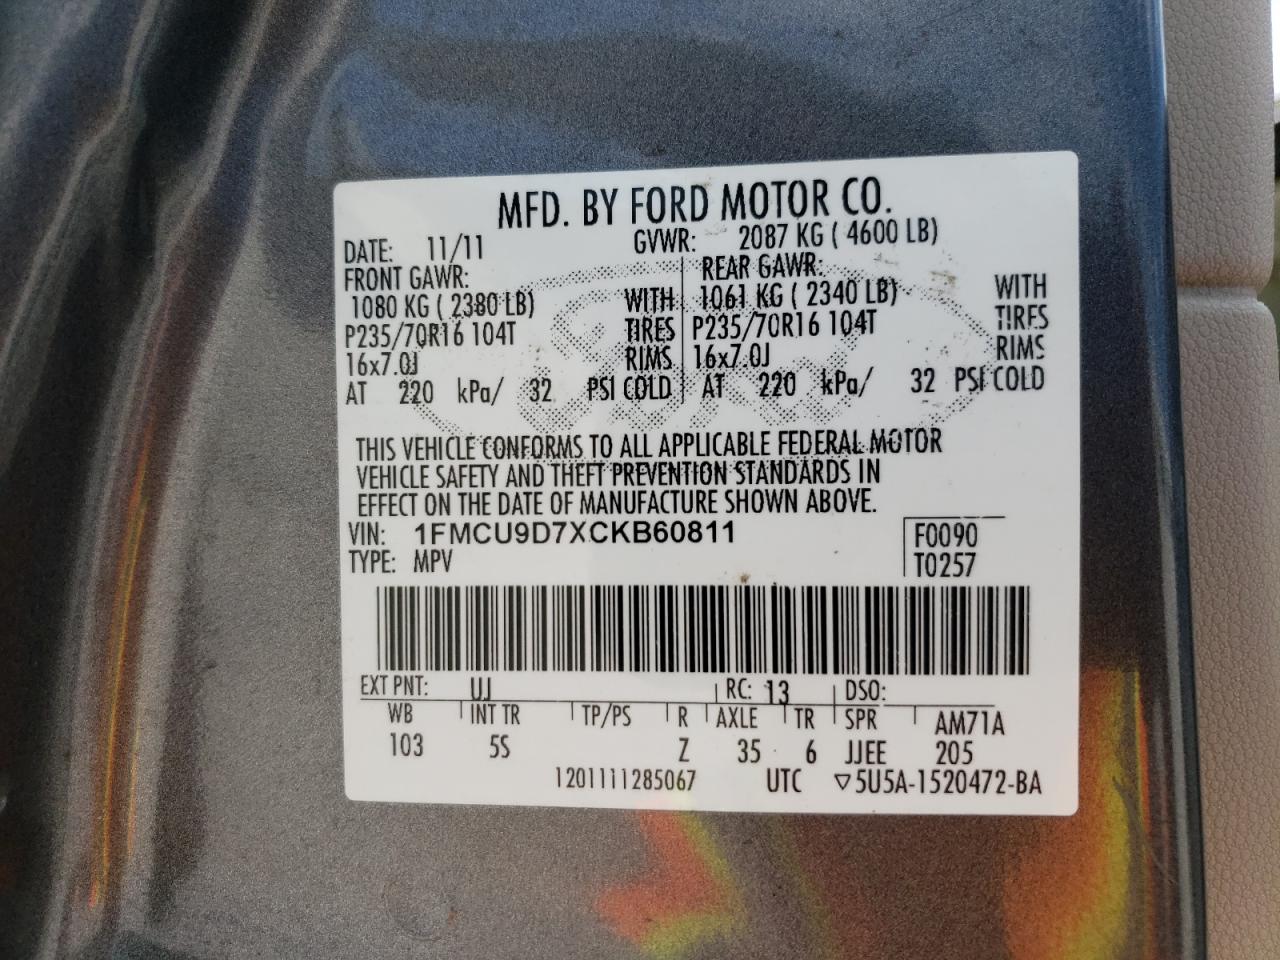 MFD. BY FORD MOTOR CO.
DATE: 11/11 GVWR: 2087 KG ( 4600 LB)
FRONT GAWR: REAR GAWR:
1080 KG ( 2380 LB) WITH 1061 KG ( 2340 LB) WITH
P235/70R16 104T TIRES P235/70R16 104T TIRES
16x7.0J RIMS 16x7.0J RIMS
AT 220 kPa/ 32 PSI COLD AT 220 kPa/ 32 PSI COLD
THIS VEHICLE CONFORMS TO ALL APPLICABLE FEDERAL MOTOR
VEHICLE SAFETY AND THEFT PREVENTION STANDARDS IN
EFFECT ON THE DATE OF MANUFACTURE SHOWN ABOVE.
VIN: 1FMCU9D7XCKB60811 F0090
TYPE: MPV T0257
EXT PNT: UJ RC: 13 DSO:
WB INT TR TP/PS R AXLE TR SPR AM71A
103 5S Z 35 6 JJEE 205
1201111285067 UTC ▽5U5A-1520472-BA